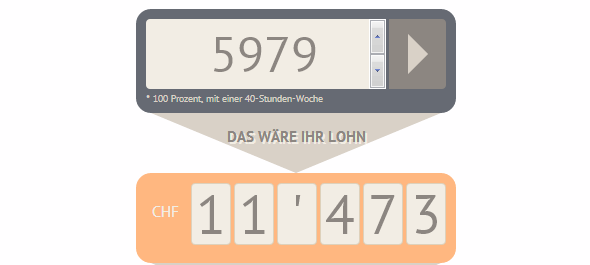 5979
* 100 Prozent, mit einer 40-Stunden-Woche
DAS WÄRE IHR LOHN
CHF 11'473